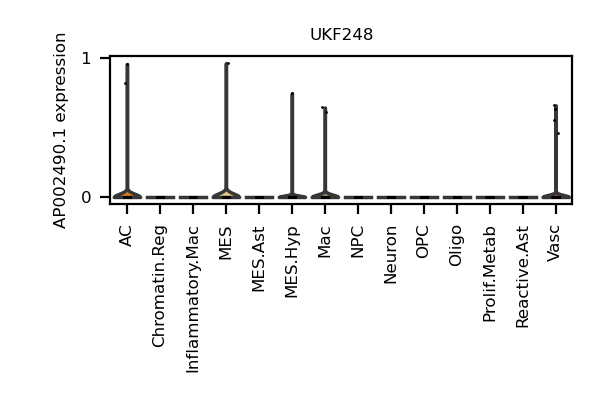 UKF248
AP002490.1 expression
1
0
AC
Chromatin.Reg
Inflammatory.Mac
MES
MES.Ast
MES.Hyp
Mac
NPC
Neuron
OPC
Oligo
Prolif.Metab
Reactive.Ast
Vasc